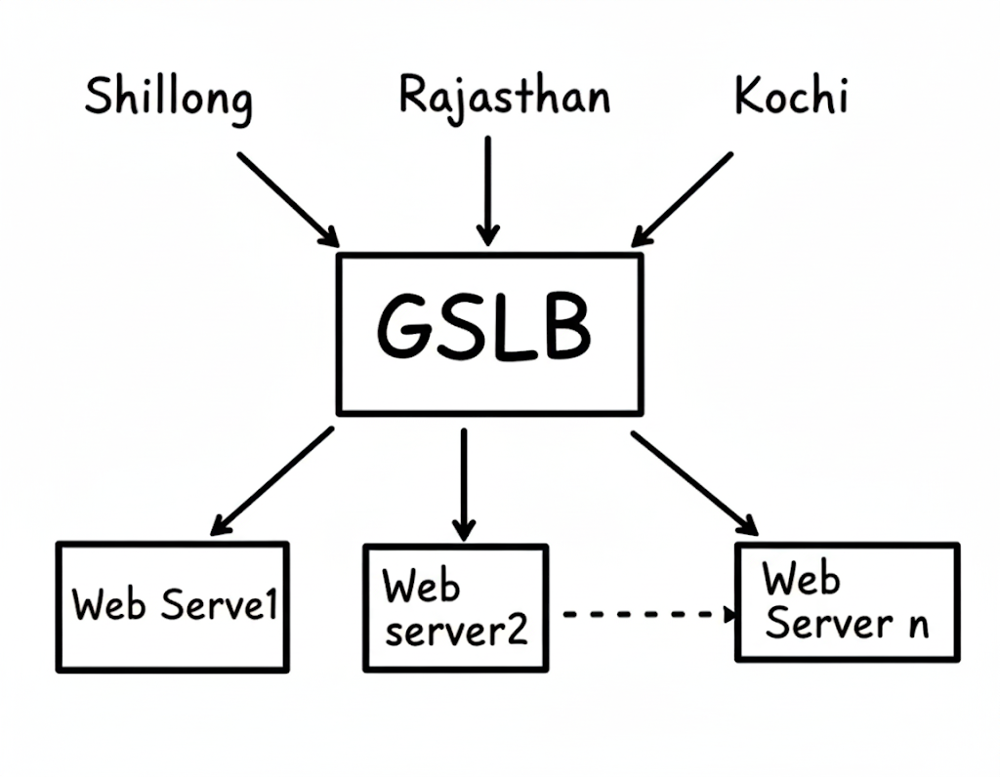 Shillong
Rajasthan
Kochi
GSLB
Web Serve1
Web
server2
Web
Server n